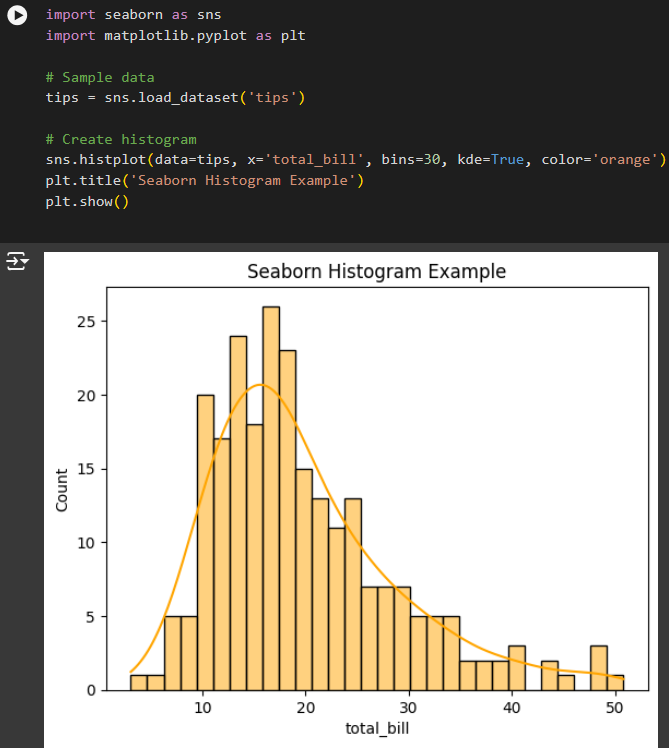 import seaborn as sns
import matplotlib.pyplot as plt
# Sample data
tips = sns.load_dataset('tips')
# Create histogram
sns.histplot(data=tips, x='total_bill', bins=30, kde=True, color='orange')
plt.title('Seaborn Histogram Example')
plt.show()
Seaborn Histogram Example
25
20
15
10
5
0
Count
10 20 30 40 50
total_bill